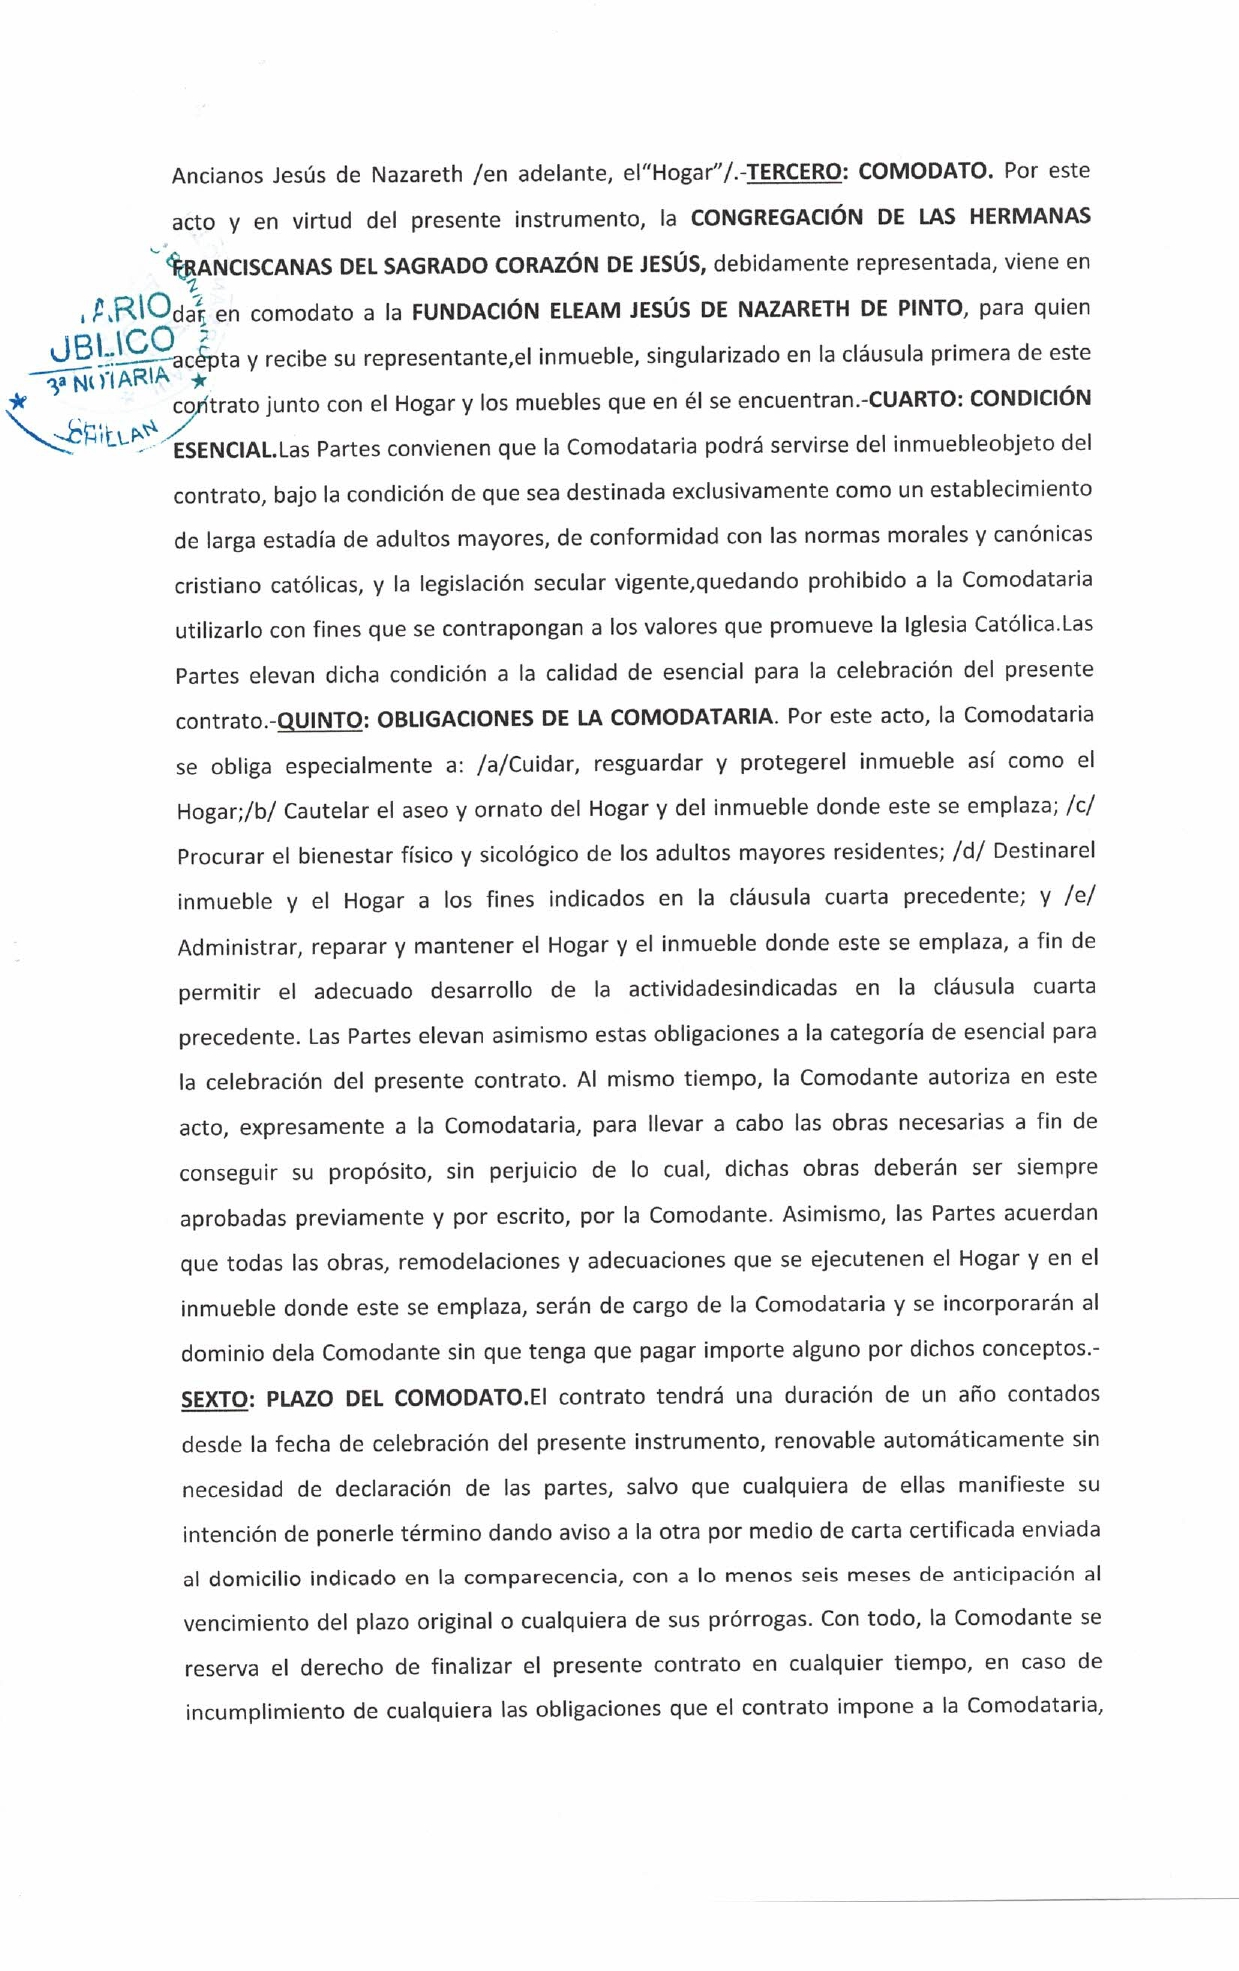 Ancianos Jesús de Nazareth /en adelante, el"Hogar"/.-TERCERO: COMODATO. Por este
acto y en virtud del presente instrumento, la CONGREGACIÓN DE LAS HERMANAS
FRANCISCANAS DEL SAGRADO CORAZÓN DE JESÚS, debidamente representada, viene en
dar en comodato a la FUNDACIÓN ELEAM JESÚS DE NAZARETH DE PINTO, para quien
acepta y recibe su representante,el inmueble, singularizado en la cláusula primera de este
contrato junto con el Hogar y los muebles que en él se encuentran.-CUARTO: CONDICIÓN
ESENCIAL.Las Partes convienen que la Comodataria podrá servirse del inmuebleobjeto del
contrato, bajo la condición de que sea destinada exclusivamente como un establecimiento
de larga estadía de adultos mayores, de conformidad con las normas morales y canónicas
cristiano católicas, y la legislación secular vigente,quedando prohibido a la Comodataria
utilizarlo con fines que se contrapongan a los valores que promueve la Iglesia Católica.Las
Partes elevan dicha condición a la calidad de esencial para la celebración del presente
contrato.-QUINTO: OBLIGACIONES DE LA COMODATARIA. Por este acto, la Comodataria
se obliga especialmente a: /a/Cuidar, resguardar y protegerel inmueble así como el
Hogar;/b/ Cautelar el aseo y ornato del Hogar y del inmueble donde este se emplaza; /c/
Procurar el bienestar físico y sicológico de los adultos mayores residentes; /d/ Destinarel
inmueble y el Hogar a los fines indicados en la cláusula cuarta precedente; y /e/
Administrar, reparar y mantener el Hogar y el inmueble donde este se emplaza, a fin de
permitir el adecuado desarrollo de la actividadesindicadas en la cláusula cuarta
precedente. Las Partes elevan asimismo estas obligaciones a la categoría de esencial para
la celebración del presente contrato. Al mismo tiempo, la Comodante autoriza en este
acto, expresamente a la Comodataria, para llevar a cabo las obras necesarias a fin de
conseguir su propósito, sin perjuicio de lo cual, dichas obras deberán ser siempre
aprobadas previamente y por escrito, por la Comodante. Asimismo, las Partes acuerdan
que todas las obras, remodelaciones y adecuaciones que se ejecutenen el Hogar y en el
inmueble donde este se emplaza, serán de cargo de la Comodataria y se incorporarán al
dominio dela Comodante sin que tenga que pagar importe alguno por dichos conceptos.-
SEXTO: PLAZO DEL COMODATO.El contrato tendrá una duración de un año contados
desde la fecha de celebración del presente instrumento, renovable automáticamente sin
necesidad de declaración de las partes, salvo que cualquiera de ellas manifieste su
intención de ponerle término dando aviso a la otra por medio de carta certificada enviada
al domicilio indicado en la comparecencia, con a lo menos seis meses de anticipación al
vencimiento del plazo original o cualquiera de sus prórrogas. Con todo, la Comodante se
reserva el derecho de finalizar el presente contrato en cualquier tiempo, en caso de
incumplimiento de cualquiera las obligaciones que el contrato impone a la Comodataria,
ARIO
UBLICO
3ª NOTARIA
CHILLAN